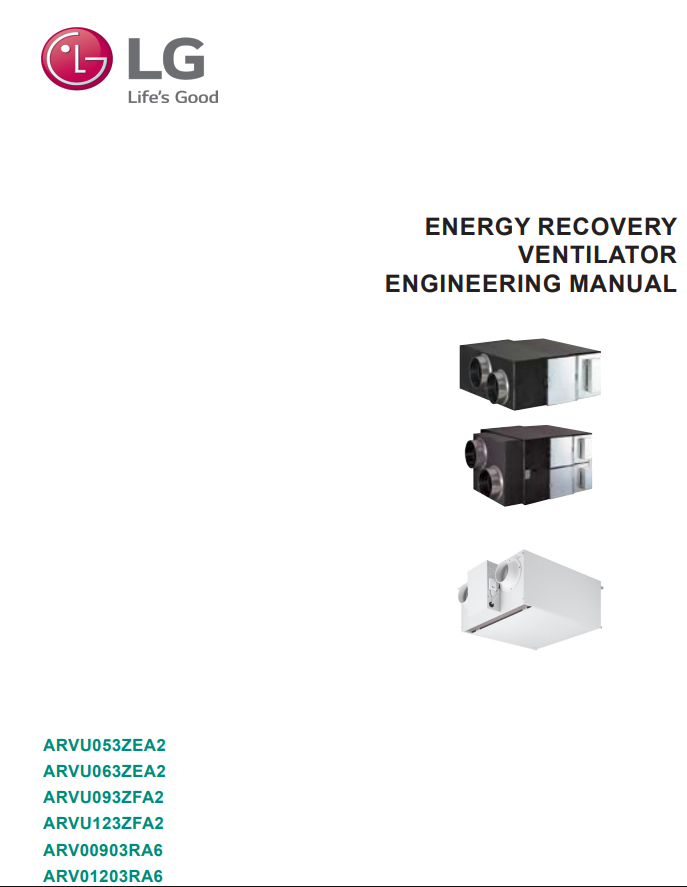 LG
Life's Good
ENERGY RECOVERY
VENTILATOR
ENGINEERING MANUAL
ARVU053ZEA2
ARVU063ZEA2
ARVU093ZFA2
ARVU123ZFA2
ARV00903RA6
ARV01203RA6